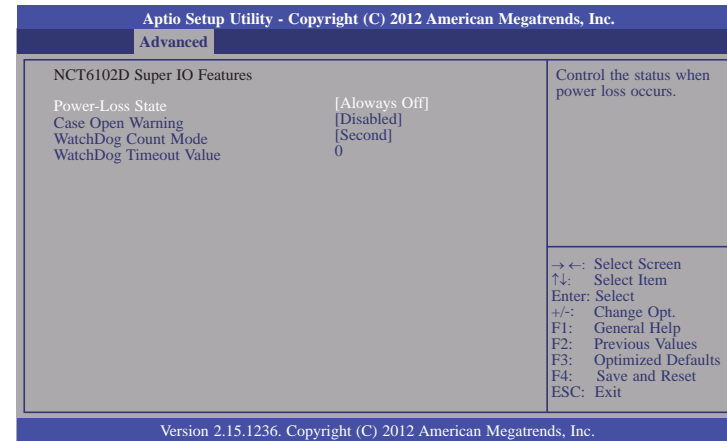 Aptio Setup Utility - Copyright (C) 2012 American Megatrends, Inc.
Advanced
NCT6102D Super IO Features
Power-Loss State [Aloways Off]
Case Open Warning [Disabled]
WatchDog Count Mode [Second]
WatchDog Timeout Value 0
Control the status when
power loss occurs.
→ ←: Select Screen
↑↓: Select Item
Enter: Select
+/-: Change Opt.
F1: General Help
F2: Previous Values
F3: Optimized Defaults
F4: Save and Reset
ESC: Exit
Version 2.15.1236. Copyright (C) 2012 American Megatrends, Inc.